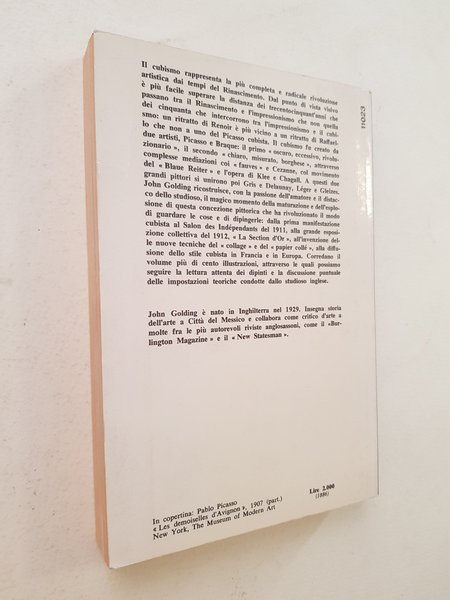 Il cubismo rappresenta la più completa e radicale rivoluzione
artistica dai tempi del Rinascimento. Dal punto di vista visivo
è più facile superare la distanza dei trecentocinquant'anni che
passano tra il Rinascimento e l'impressionismo che non quella
dei cinquanta che intercorrono tra l'impressionismo e il cubi-
smo: un ritratto di Renoir è più vicino a un ritratto di Raffael-
lo che non a uno del Picasso cubista. Il cubismo fu creato da
due artisti, Picasso e Braque: il primo « oscuro, eccessivo, rivolu-
zionario », il secondo « chiaro, misurato, borghese », attraverso
complesse mediazioni coi « fauves » e Cezanne, col movimento
del « Blaue Reiter » e l'opera di Klee e Chagall. A questi due
grandi pittori si unirono poi Gris e Delaunay, Léger e Gleizes.
John Golding ricostruisce, con la passione dell'amatore e il distac-
co dello studioso, il magico momento della maturazione e dell'esplo-
sione di questa concezione pittorica che ha rivoluzionato il modo
di guardare le cose e di dipingerle: dalla prima manifestazione
cubista al Salon des Indépendants del 1911, alla grande esposi-
zione collettiva del 1912, « La Section d'Or », all'invenzione del-
le nuove tecniche del « collage » e del « papier collé », alla diffu-
sione dello stile cubista in Francia e in Europa. Corredano il
volume più di cento illustrazioni, attraverso le quali possiamo
seguire la lettura attenta dei dipinti e la discussione puntuale
delle impostazioni teoriche condotte dallo studioso inglese.
John Golding è nato in Inghilterra nel 1929. Insegna storia
dell'arte a Città del Messico e collabora come critico d'arte a
molte fra le più autorevoli riviste anglosassoni, come il «Bur-
lington Magazine » e il « New Statesman ».
In copertina: Pablo Picasso
« Les demoiselles d'Avignon », 1907 (part.)
New York, The Museum of Modern Art
Lire 2.000
(1886)
11023